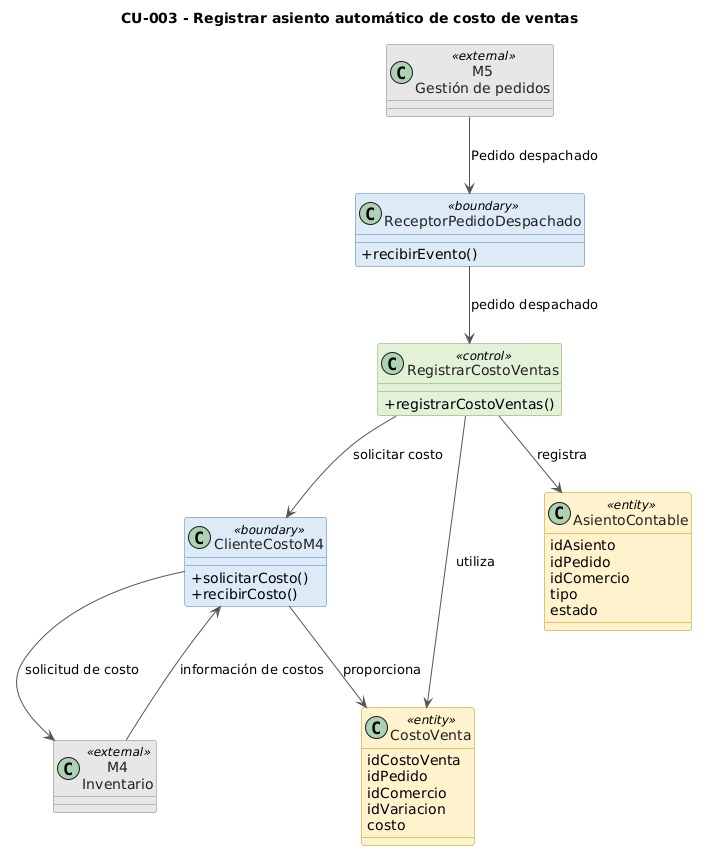 CU-003 - Registrar asiento automático de costo de ventas
«external»
C
M5
Gestión de pedidos
Pedido despachado
«boundary»
C
ReceptorPedidoDespachado
+recibirEvento()
pedido despachado
«control»
C
RegistrarCostoVentas
+registrarCostoVentas()
solicitar costo
registra
«entity»
C
AsientoContable
idAsiento
idPedido
idComercio
tipo
estado
«boundary»
C
ClienteCostoM4
+solicitarCosto()
+recibirCosto()
utiliza
solicitud de costo
información de costos
proporciona
«entity»
C
CostoVenta
idCostoVenta
idPedido
idComercio
idVariacion
costo
«external»
C
M4
Inventario